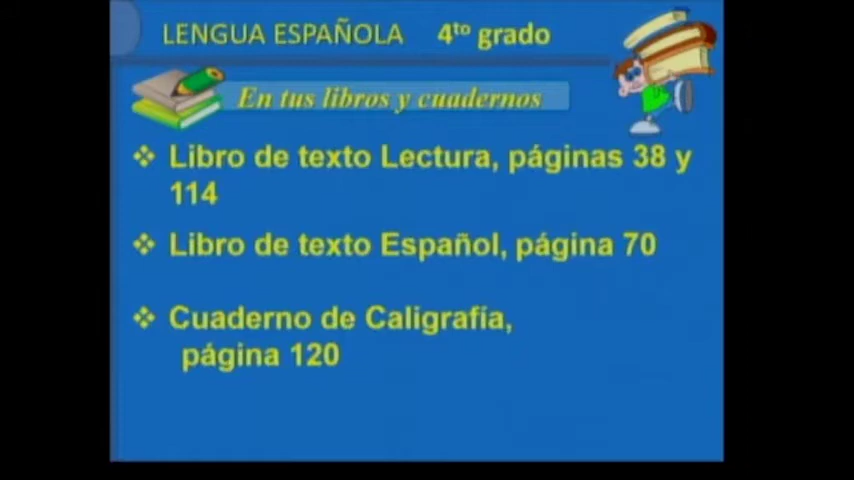 LENGUA ESPAÑOLA 4to grado
En tus libros y cuadernos
❖ Libro de texto Lectura, páginas 38 y
114
❖ Libro de texto Español, página 70
❖ Cuaderno de Caligrafía,
página 120